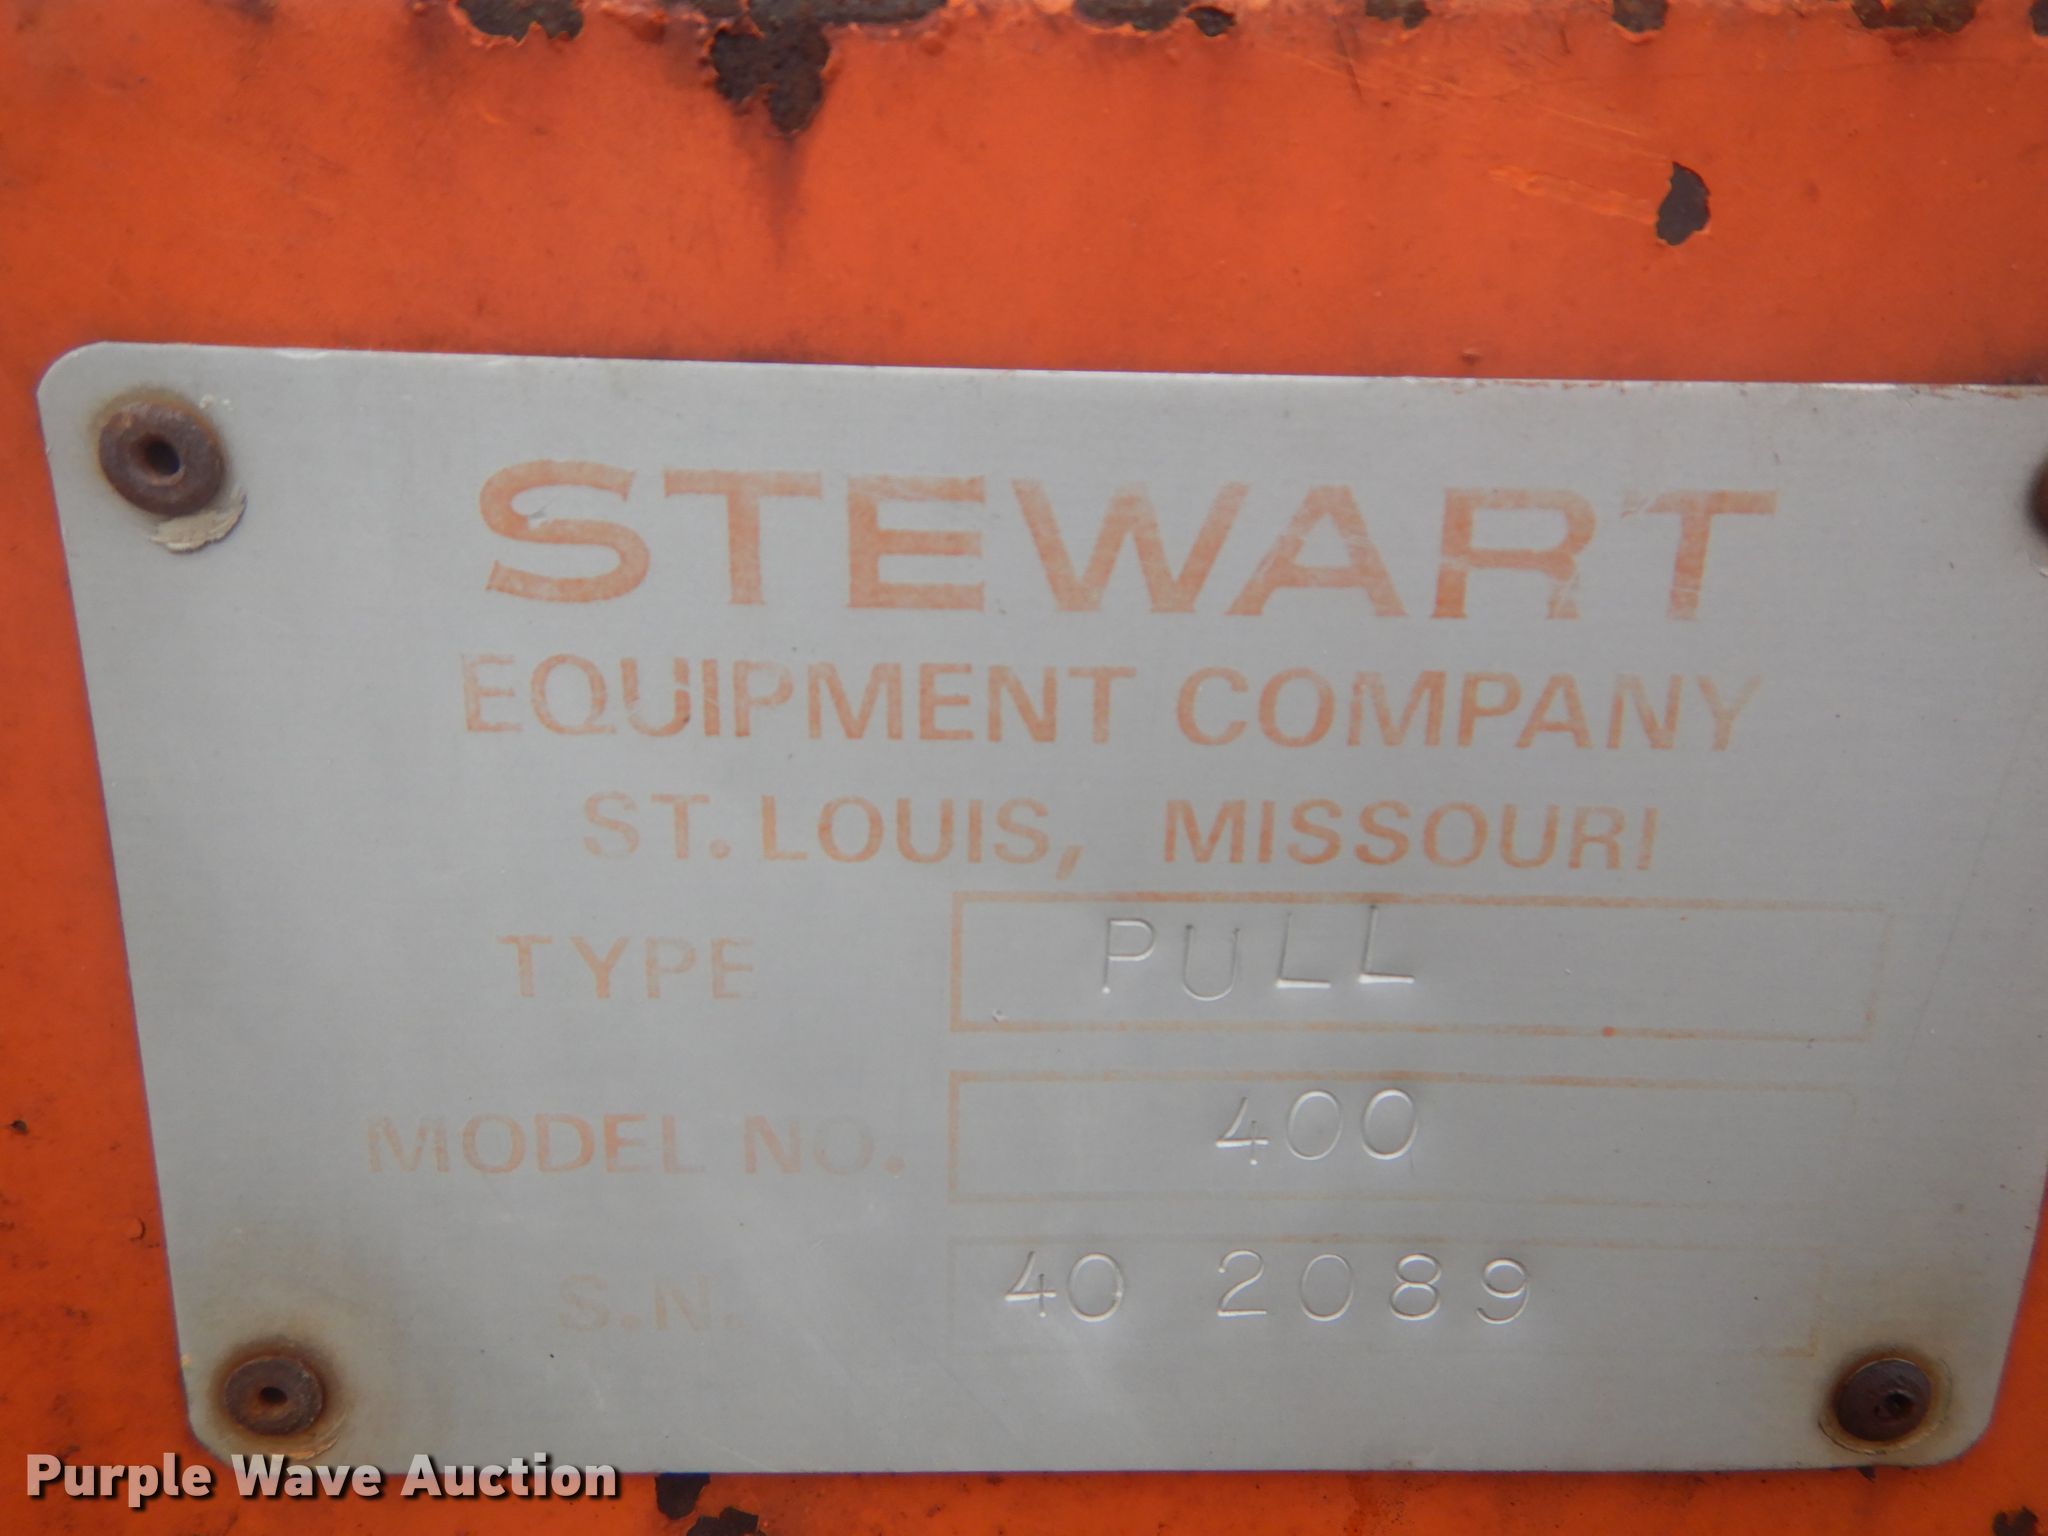 STEWART
EQUIPMENT COMPANY
ST. LOUIS, MISSOURI
TYPE PULL
MODEL NO. 400
S.N. 40 2089
Purple Wave Auction